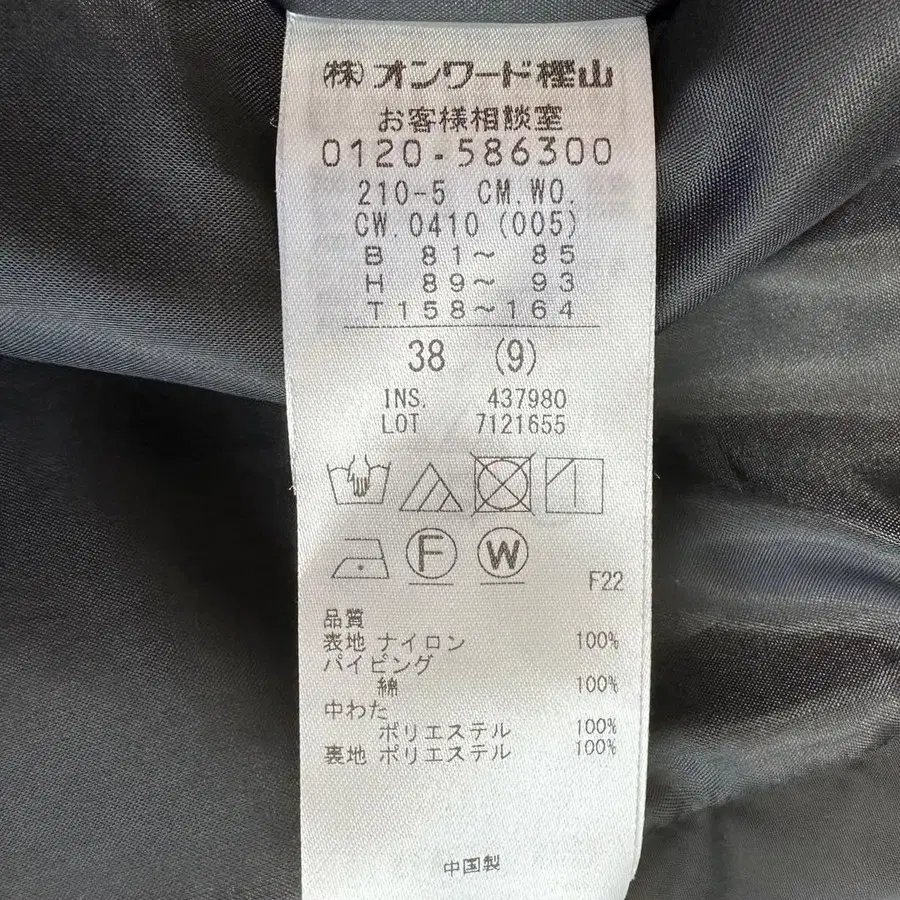 ㈱オンワード樫山
お客様相談室
0120-586300
210-5 CM.WO.
CW.0410(005)
B 81～ 85
H 89～ 93
T158～164
38 (9)
INS. 437980
LOT 7121655
F W
F22
品質
表地 ナイロン 100%
パイピング
綿 100%
中わた
ポリエステル 100%
裏地 ポリエステル 100%
中国製